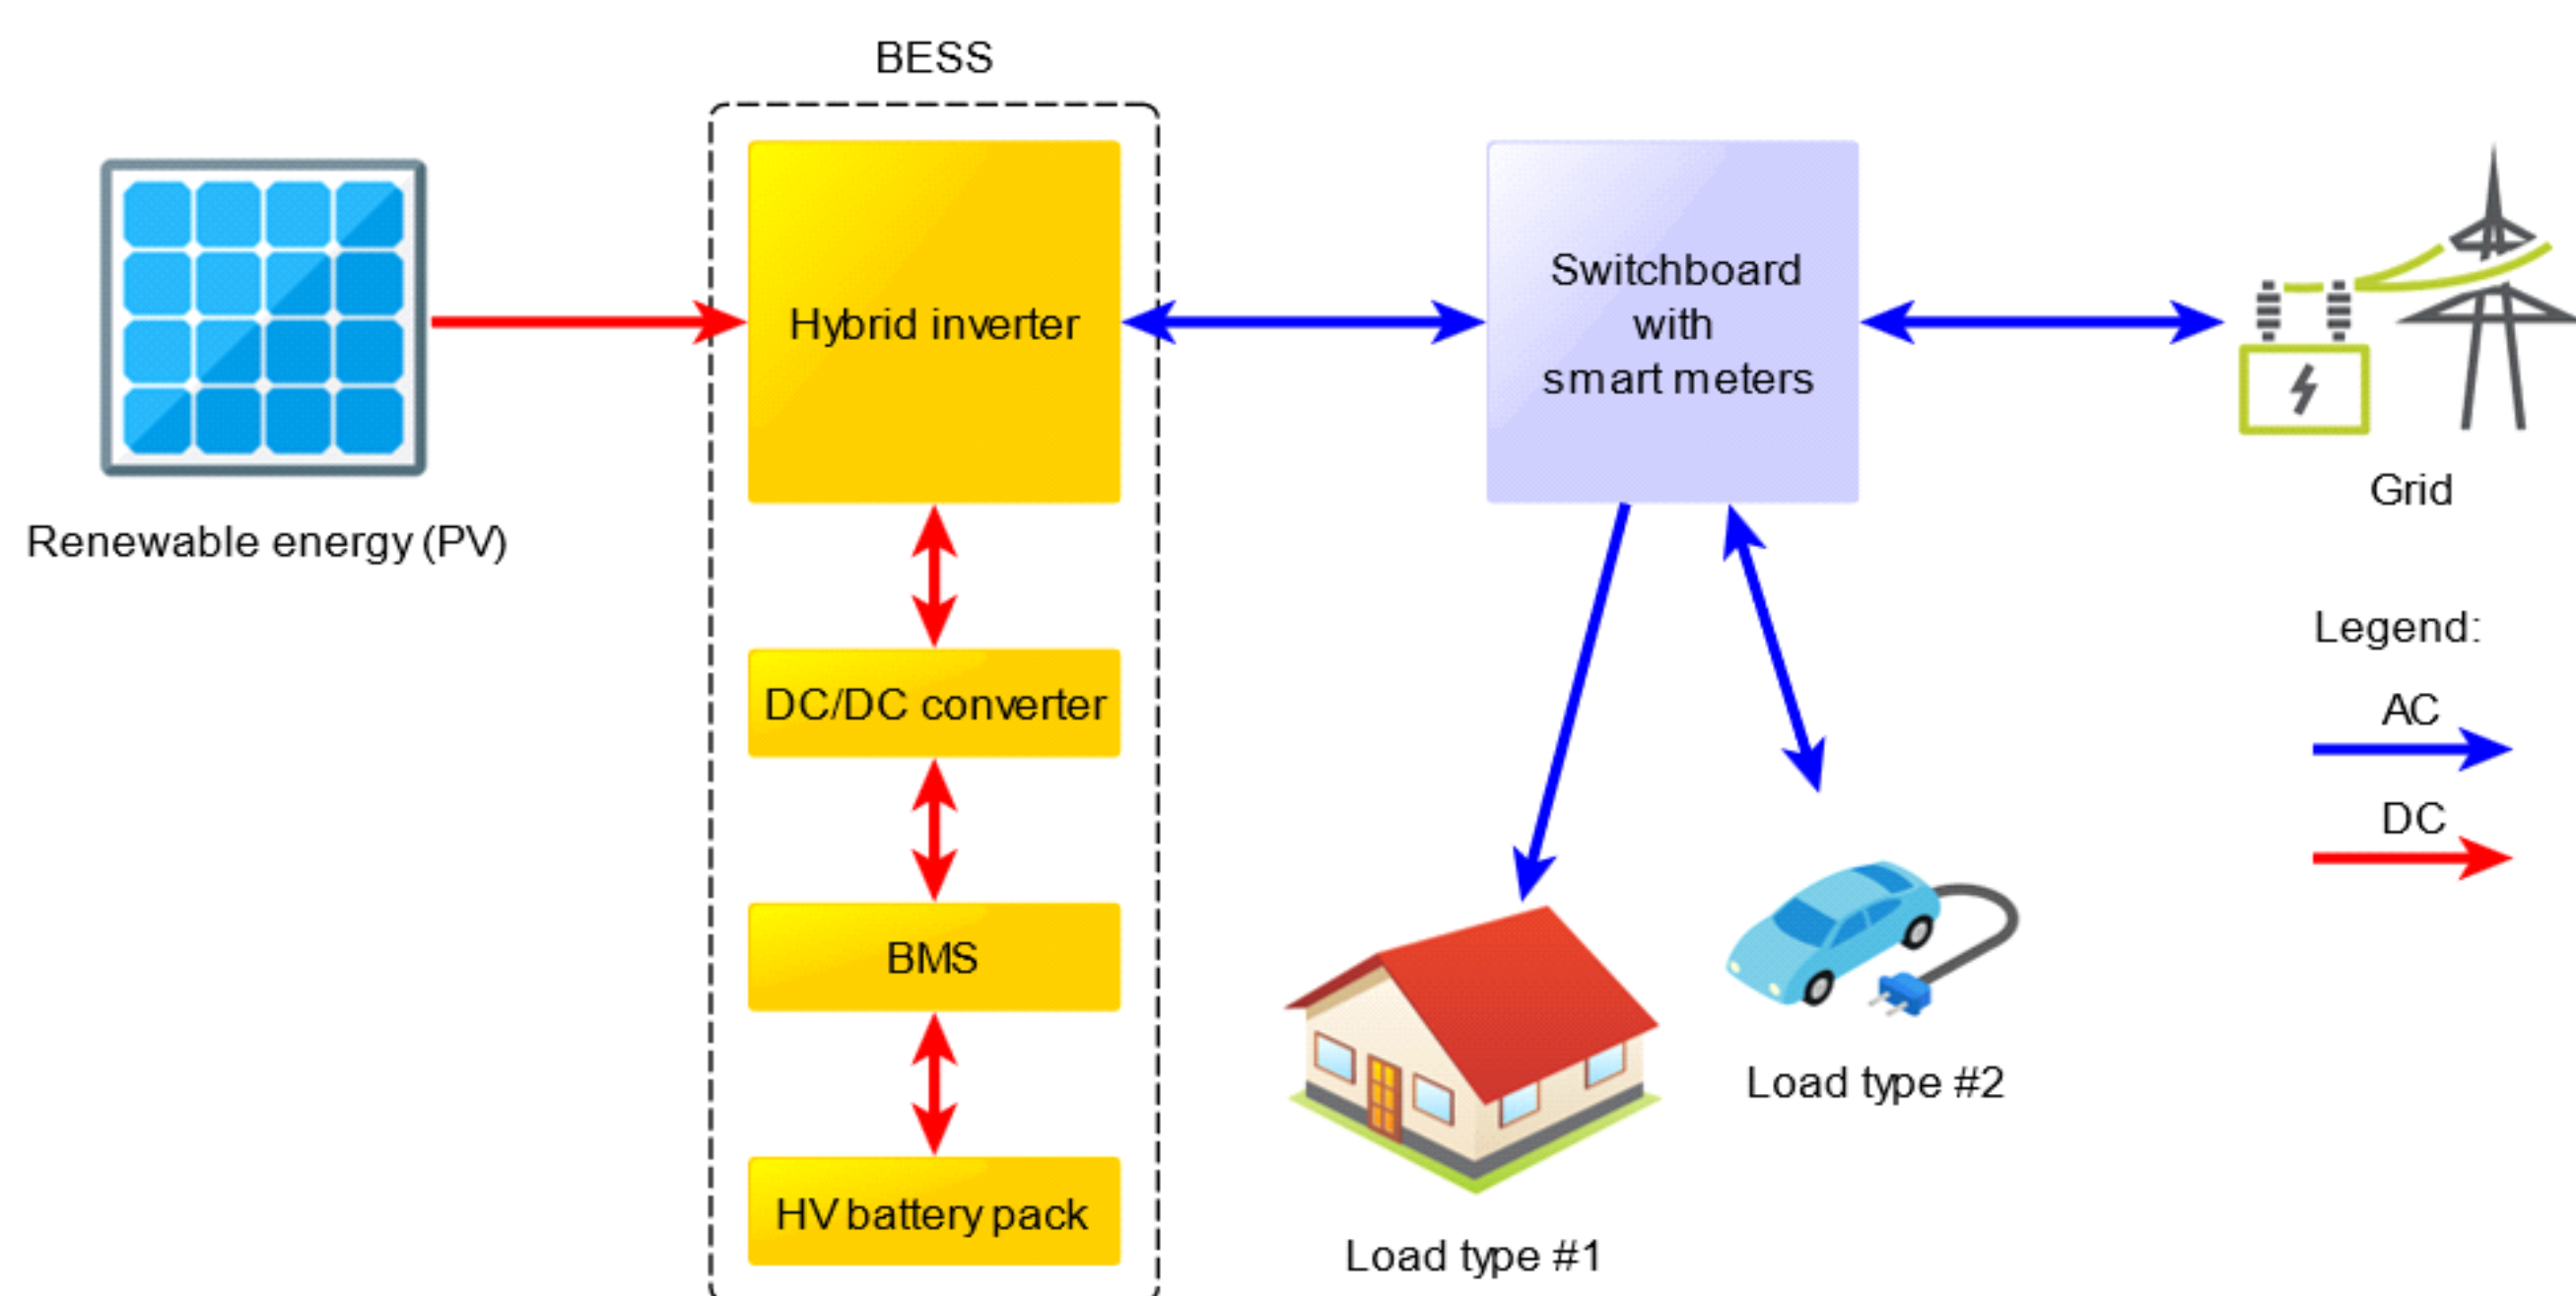 BESS
Hybrid inverter
Switchboard
with
smart meters
Grid
Renewable energy (PV)
Legend:
AC
DC
DC/DC converter
BMS
Load type #2
HV battery pack
Load type #1